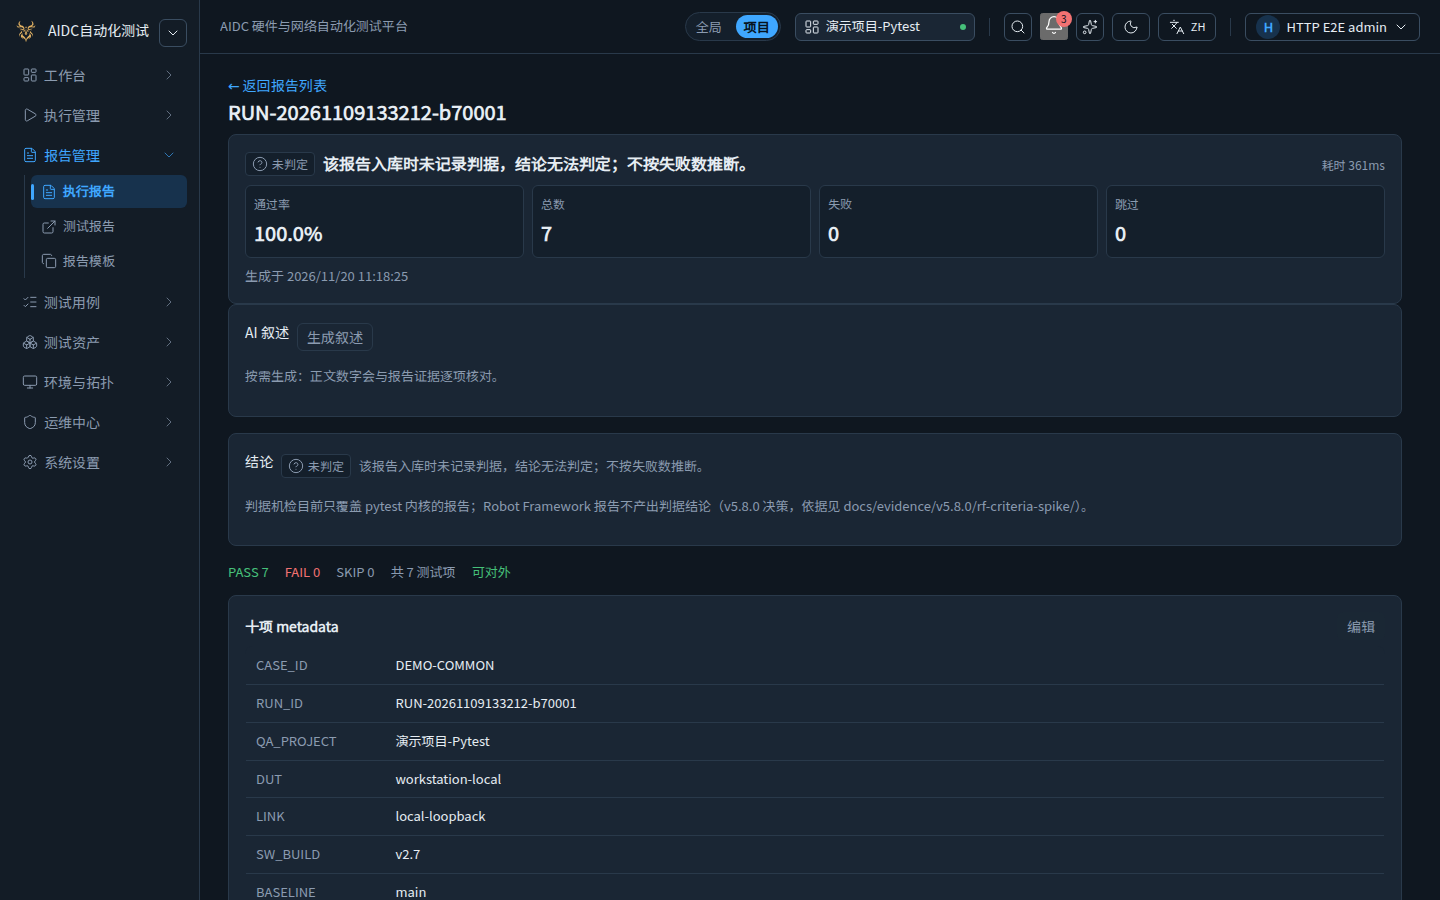 AIDC自动化测试
AIDC 硬件与网络自动化测试平台
全局
项目
演示项目-Pytest
3
ZH
H
HTTP E2E admin
工作台
执行管理
报告管理
执行报告
测试报告
报告模板
测试用例
测试资产
环境与拓扑
运维中心
系统设置
← 返回报告列表
RUN-20261109133212-b70001
未判定 该报告入库时未记录判据，结论无法判定；不按失败数推断。
耗时 361ms
通过率
100.0%
总数
7
失败
0
跳过
0
生成于 2026/11/20 11:18:25
AI 叙述 生成叙述
按需生成：正文数字会与报告证据逐项核对。
结论 未判定 该报告入库时未记录判据，结论无法判定；不按失败数推断。
判据机检目前只覆盖 pytest 内核的报告；Robot Framework 报告不产出判据结论（v5.8.0 决策，依据见 docs/evidence/v5.8.0/rf-criteria-spike/）。
PASS 7 FAIL 0 SKIP 0 共 7 测试项 可对外
十项 metadata
编辑
CASE_ID DEMO-COMMON
RUN_ID RUN-20261109133212-b70001
QA_PROJECT 演示项目-Pytest
DUT workstation-local
LINK local-loopback
SW_BUILD v2.7
BASELINE main